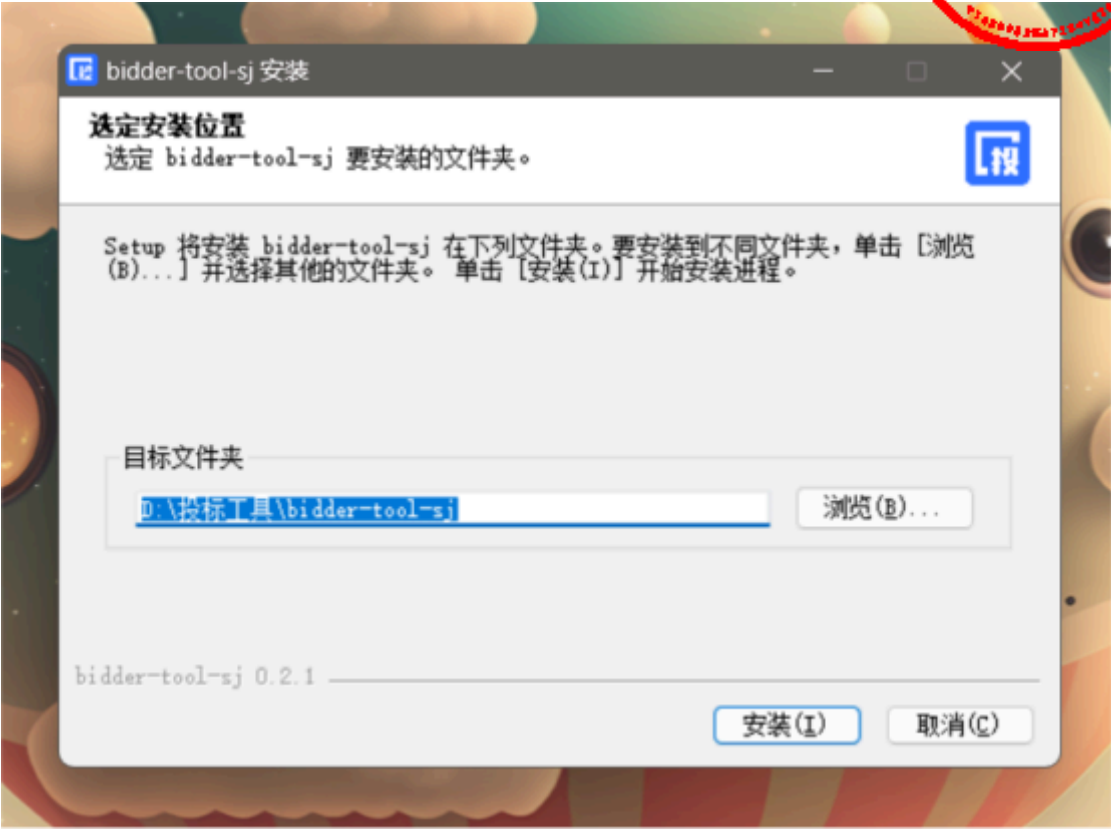 bidder-tool-sj 安装
选定安装位置
选定 bidder-tool-sj 要安装的文件夹。
投
Setup 将安装 bidder-tool-sj 在下列文件夹。要安装到不同文件夹，单击 [浏览
(B)...] 并选择其他的文件夹。 单击 [安装(I)] 开始安装进程。
目标文件夹
D:\投标工具\bidder-tool-sj
浏览(B)...
bidder-tool-sj 0.2.1
安装(I)
取消(C)